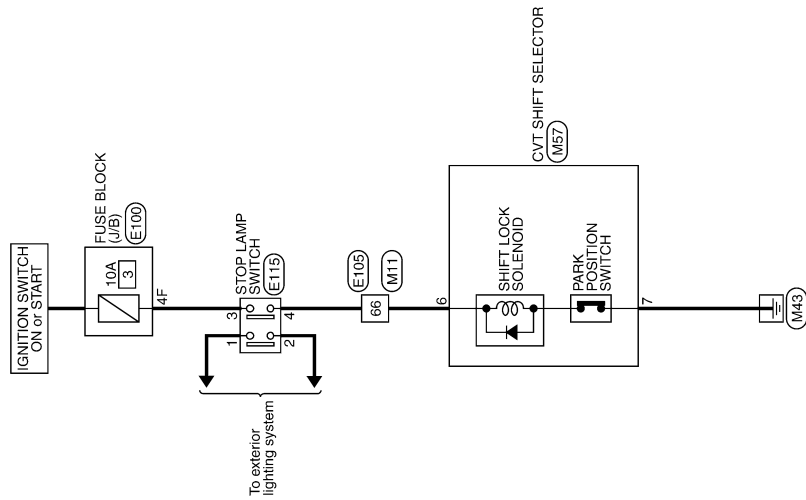 IGNITION SWITCH
ON or START
FUSE BLOCK
(J/B)
E100
10A
3
4F
STOP LAMP
SWITCH
E115
1
3
2
4
To exterior
lighting system
E105
66
M11
CVT SHIFT SELECTOR
M57
6
SHIFT LOCK
SOLENOID
PARK
POSITION
SWITCH
7
M43